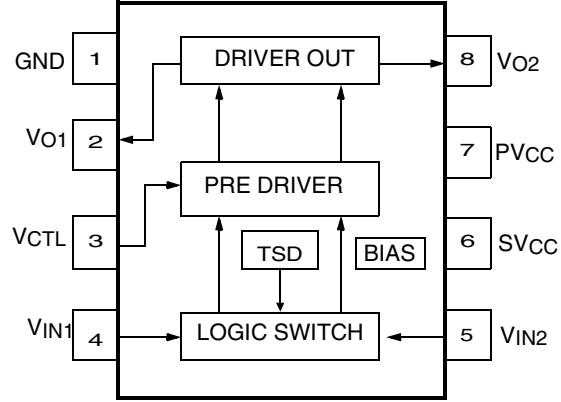 GND 1 DRIVER OUT 8 VO2
VO1 2 7 PVCC
PRE DRIVER
VCTL 3 TSD BIAS 6 SVCC
VIN1 4 LOGIC SWITCH 5 VIN2